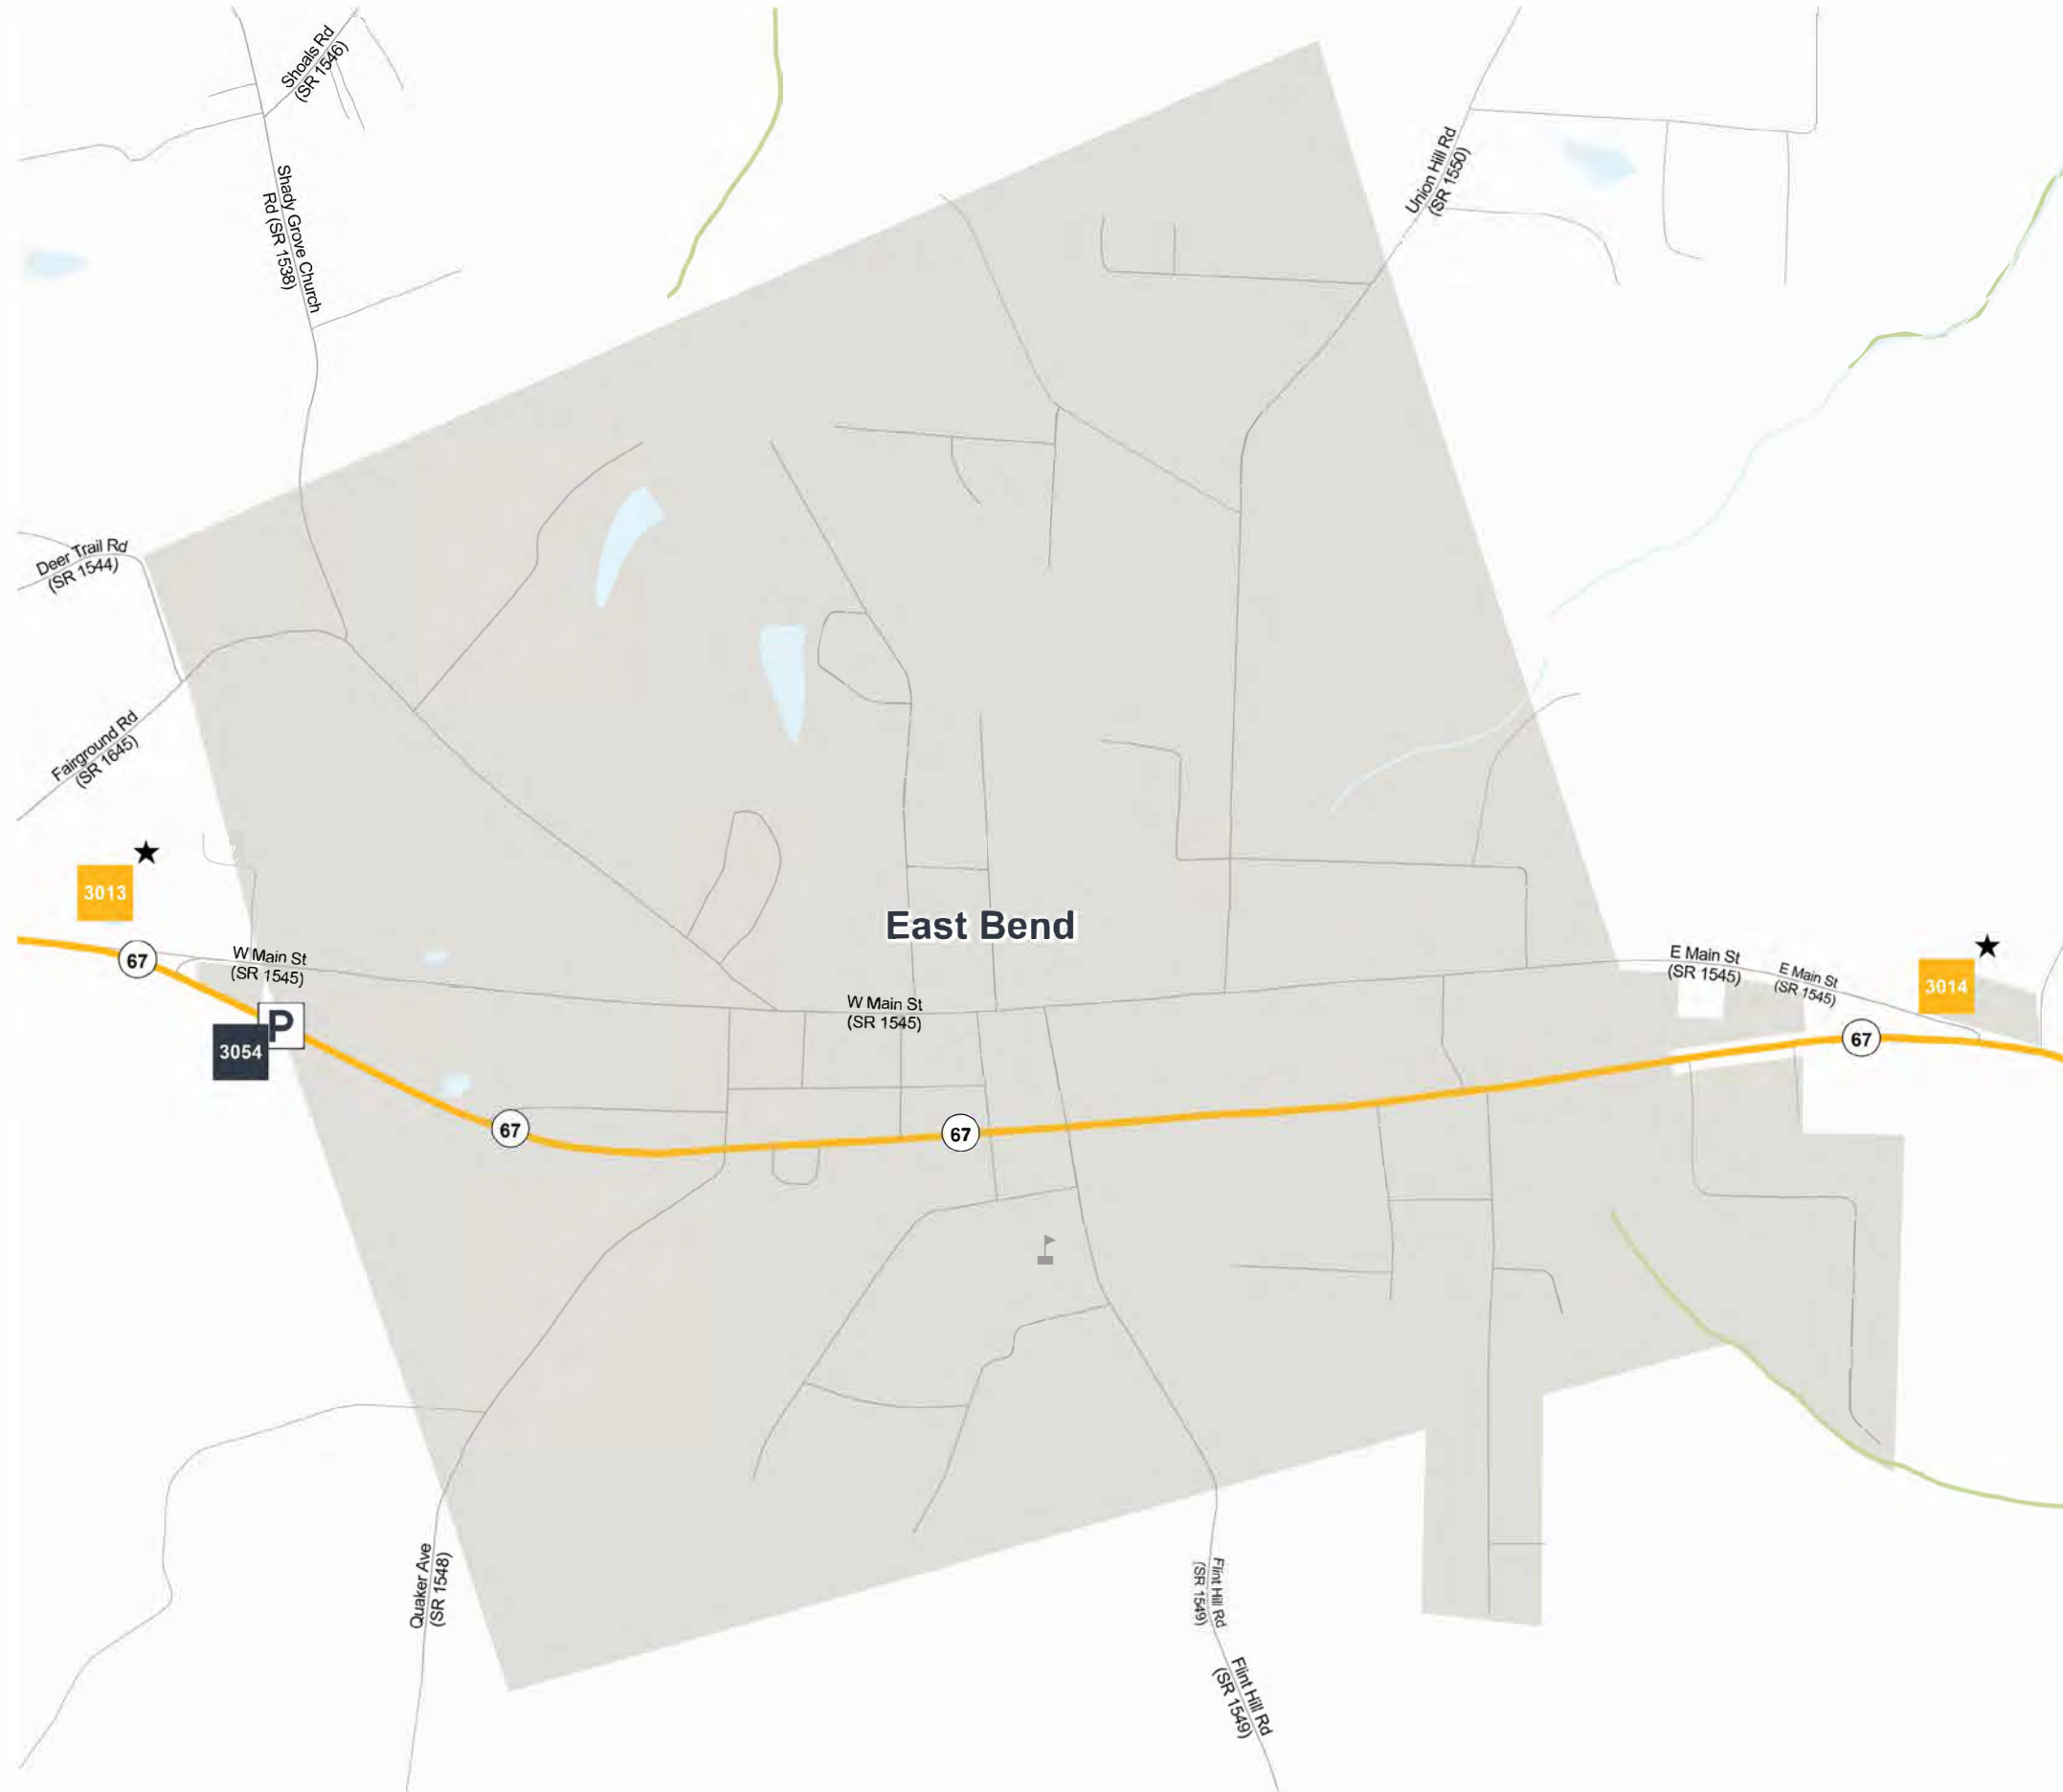 Shoals Rd
(SR 1546)
Shady Grove Church
Rd (SR 1538)
Union Hill Rd
(SR 1550)
Deer Trail Rd
(SR 1544)
Fairground Rd
(SR 1645)
3013
67
W Main St
(SR 1545)
P
3054
67
East Bend
W Main St
(SR 1545)
67
E Main St
(SR 1545)
E Main St
(SR 1545)
3014
67
Quaker Ave
(SR 1548)
Flint Hill Rd
(SR 1549)
Flint Hill Rd
(SR 1549)